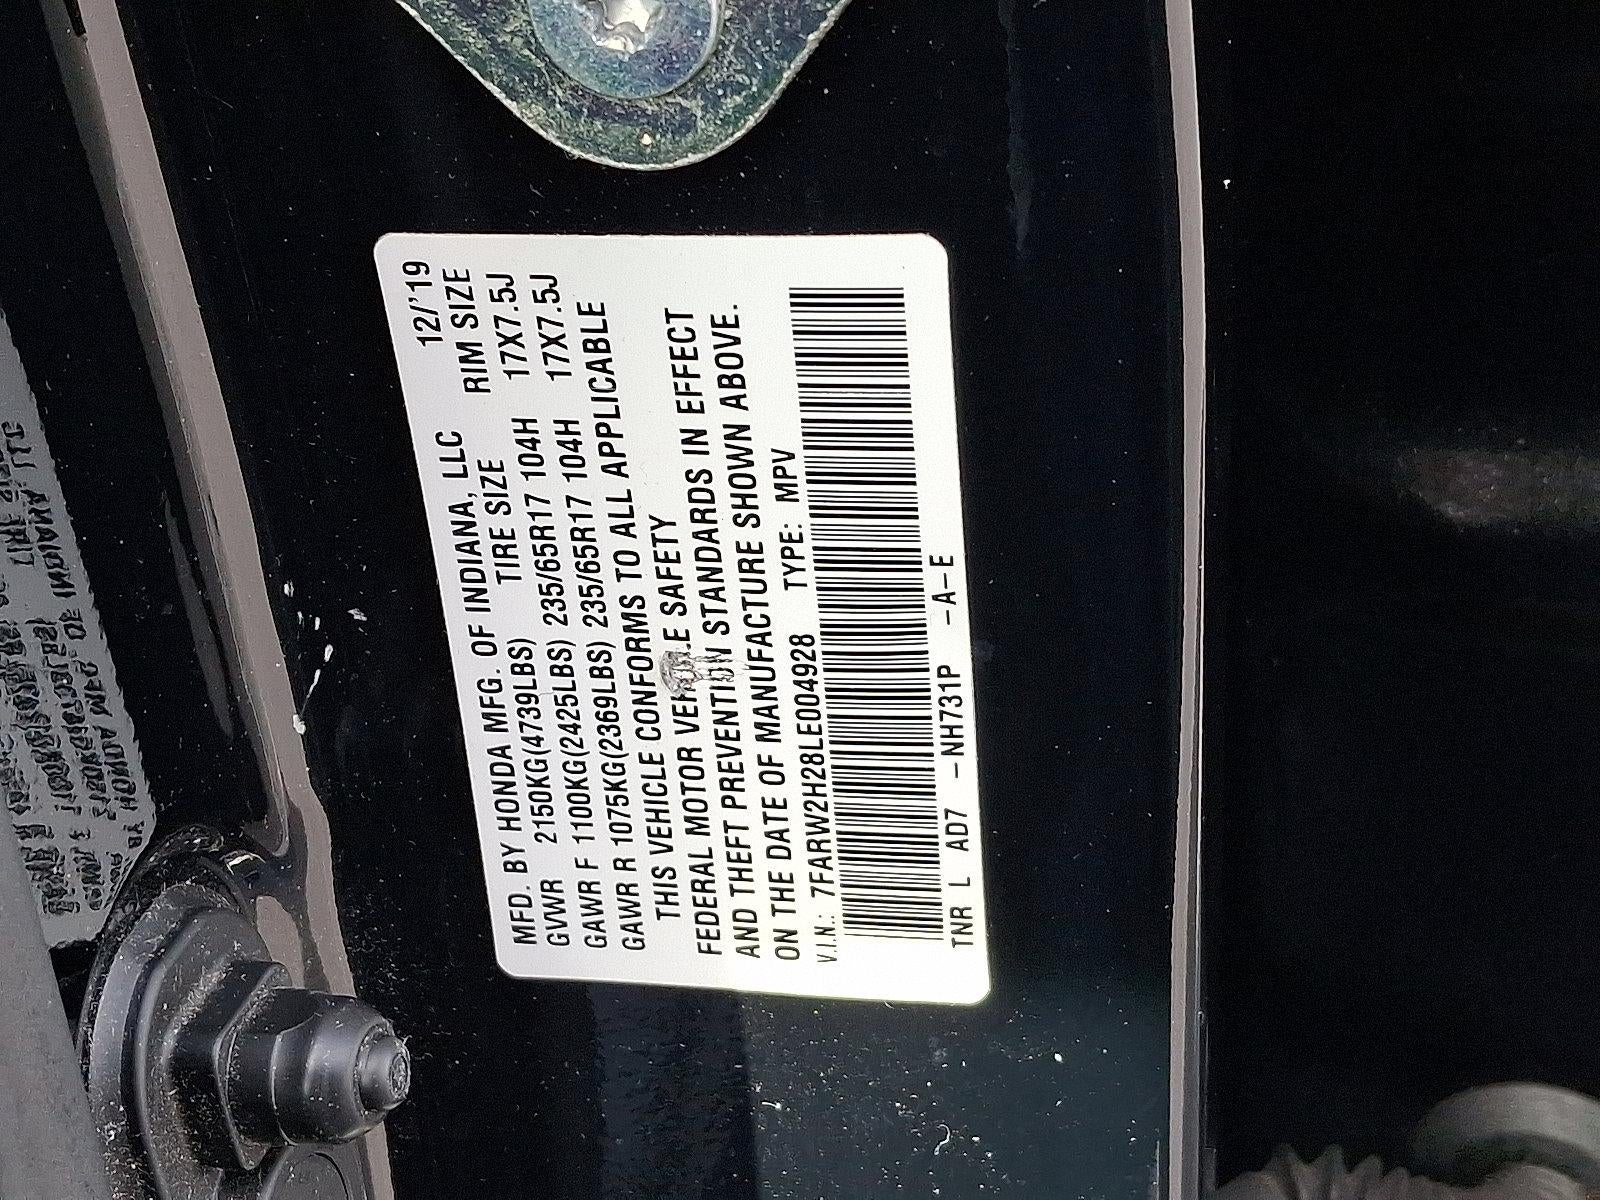 MFD. BY HONDA MFG. OF INDIANA, LLC 12/'19
GVWR 2150KG(4739LBS) TIRE SIZE RIM SIZE
GAWR F 1100KG(2425LBS) 235/65R17 104H 17X7.5J
GAWR R 1075KG(2369LBS) 235/65R17 104H 17X7.5J
THIS VEHICLE CONFORMS TO ALL APPLICABLE
FEDERAL MOTOR VEHICLE SAFETY
AND THEFT PREVENTION STANDARDS IN EFFECT
ON THE DATE OF MANUFACTURE SHOWN ABOVE.
V.I.N.: 7FARW2H28LE004928 TYPE: MPV
TNR L AD7 -NH731P -A-E